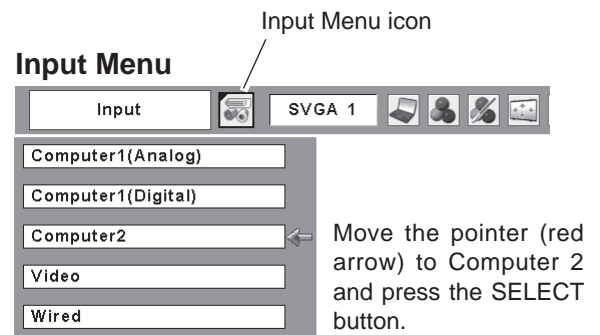 Input Menu icon
Input Menu
Input SVGA 1
Computer1(Analog)
Computer1(Digital)
Computer2
Video
Wired
Move the pointer (red
arrow) to Computer 2
and press the SELECT
button.